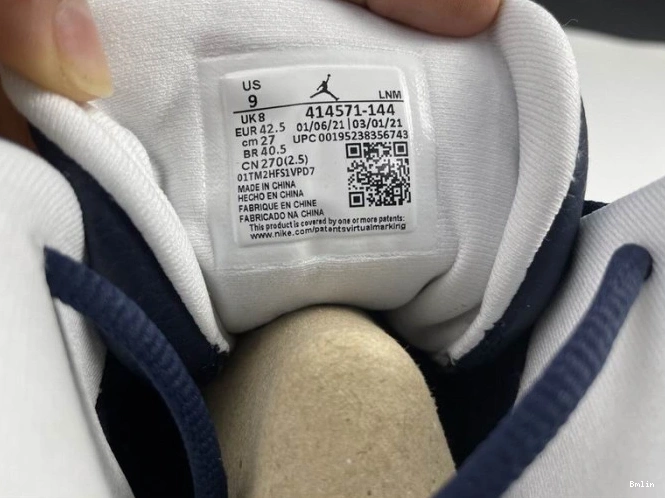 US
9
LNM
UK 8
414571-144
EUR 42.5
01/06/21 | 03/01/21
cm 27
UPC 00195238356743
BR 40.5
CN 270(2.5)
01TM2HFS1VPD7
MADE IN CHINA
HECHO EN CHINA
FABRIQUE EN CHINE
FABRICADO NA CHINA
This product is covered by one or more patents:
www.nike.com/patentsvirtualmarking
Bmlin